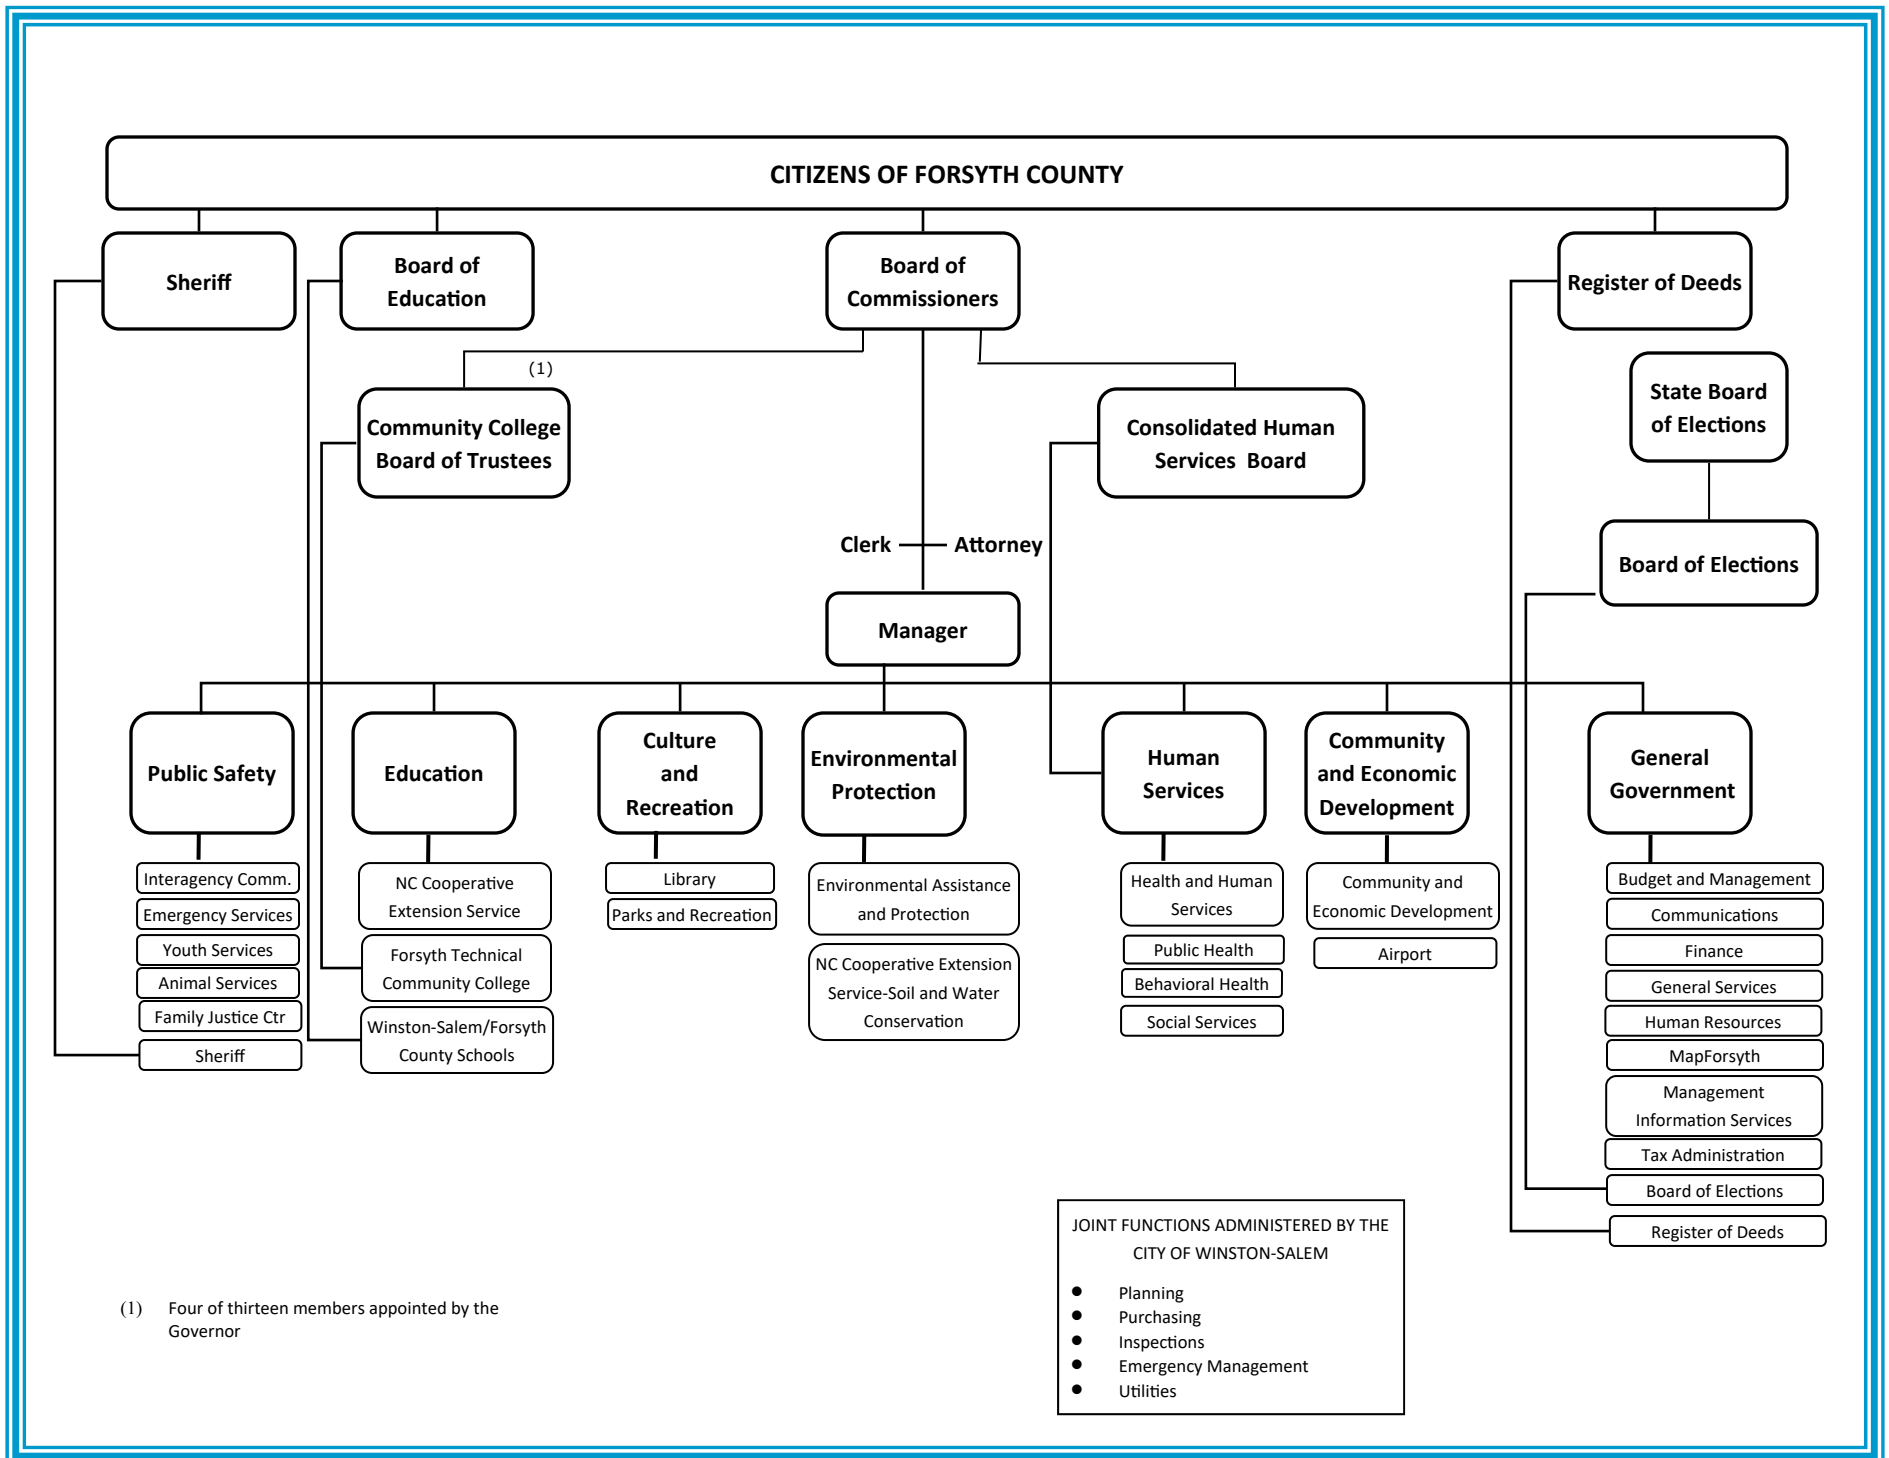 CITIZENS OF FORSYTH COUNTY
Sheriff
Board of
Education
Board of
Commissioners
Register of Deeds
(1)
Community College
Board of Trustees
Consolidated Human
Services Board
State Board
of Elections
Clerk
Attorney
Board of Elections
Manager
Public Safety
Education
Culture
and
Recreation
Environmental
Protection
Human
Services
Community
and Economic
Development
General
Government
Interagency Comm.
Emergency Services
Youth Services
Animal Services
Family Justice Ctr
Sheriff
NC Cooperative
Extension Service
Forsyth Technical
Community College
Winston-Salem/Forsyth
County Schools
Library
Parks and Recreation
Environmental Assistance
and Protection
NC Cooperative Extension
Service-Soil and Water
Conservation
Health and Human
Services
Public Health
Behavioral Health
Social Services
Community and
Economic Development
Airport
Budget and Management
Communications
Finance
General Services
Human Resources
MapForsyth
Management
Information Services
Tax Administration
Board of Elections
Register of Deeds
JOINT FUNCTIONS ADMINISTERED BY THE
CITY OF WINSTON-SALEM
● Planning
● Purchasing
● Inspections
● Emergency Management
● Utilities
(1) Four of thirteen members appointed by the
Governor